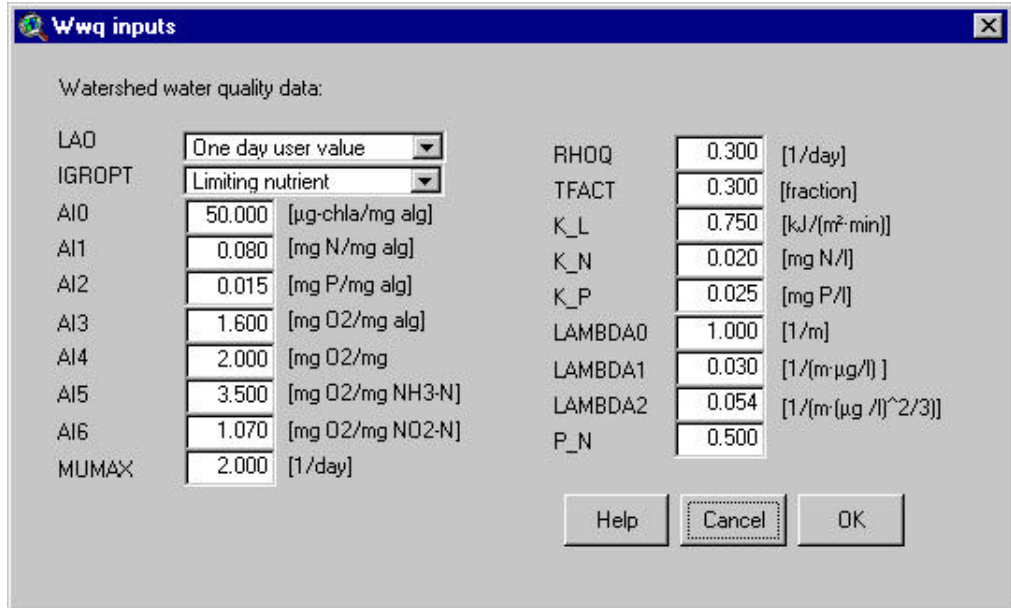 Wwq inputs
Watershed water quality data:
LAO One day user value
IGROPT Limiting nutrient
AI0 50.000 [µg-chla/mg alg]
AI1 0.080 [mg N/mg alg]
AI2 0.015 [mg P/mg alg]
AI3 1.600 [mg O2/mg alg]
AI4 2.000 [mg O2/mg
AI5 3.500 [mg O2/mg NH3-N]
AI6 1.070 [mg O2/mg NO2-N]
MUMAX 2.000 [1/day]
RHOQ 0.300 [1/day]
TFACT 0.300 [fraction]
K_L 0.750 [kJ/(m²·min)]
K_N 0.020 [mg N/l]
K_P 0.025 [mg P/l]
LAMBDA0 1.000 [1/m]
LAMBDA1 0.030 [1/(m·µg/l) ]
LAMBDA2 0.054 [1/(m·(µg /l)^2/3)]
P_N 0.500
Help Cancel OK